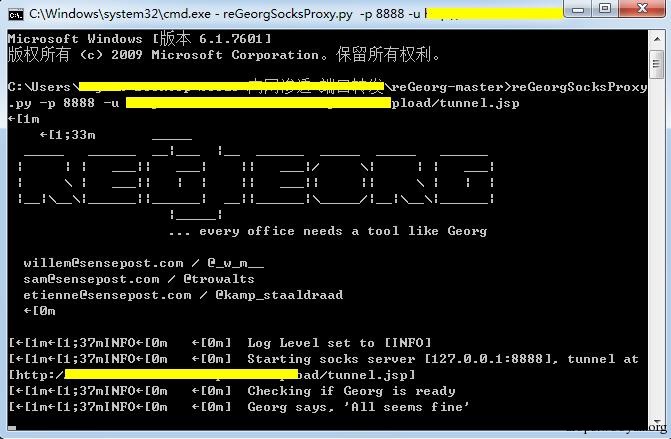 C:\Windows\system32\cmd.exe - reGeorgSocksProxy.py -p 8888 -u
Microsoft Windows [版本 6.1.7601]
版权所有 (c) 2009 Microsoft Corporation。保留所有权利。
C:\Users\ 内网渗透 端口转发\reGeorg-master>reGeorgSocksProxy
.py -p 8888 -u pload/tunnel.jsp
←[1m
←[1;33m
REGEORG
... every office needs a tool like Georg
willem@sensepost.com / @_w_m__
sam@sensepost.com / @trowalts
etienne@sensepost.com / @kamp_staaldraad
←[0m
[←[1m←[1;37mINFO←[0m ←[0m] Log Level set to [INFO]
[←[1m←[1;37mINFO←[0m ←[0m] Starting socks server [127.0.0.1:8888], tunnel at
[http:/ oad/tunnel.jsp]
[←[1m←[1;37mINFO←[0m ←[0m] Checking if Georg is ready
[←[1m←[1;37mINFO←[0m ←[0m] Georg says, 'All seems fine'